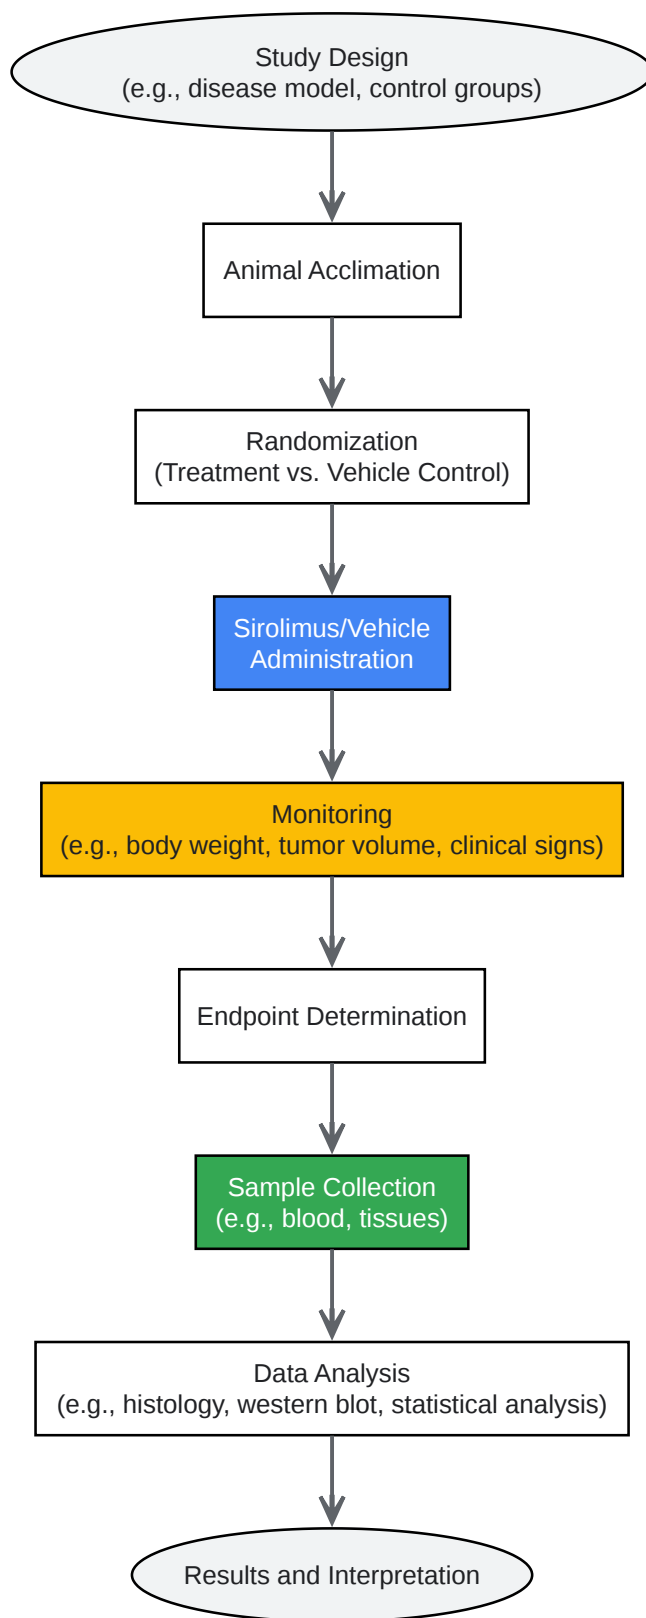 Study Design
(e.g., disease model, control groups)
Animal Acclimation
Randomization
(Treatment vs. Vehicle Control)
Sirolimus/Vehicle
Administration
Monitoring
(e.g., body weight, tumor volume, clinical signs)
Endpoint Determination
Sample Collection
(e.g., blood, tissues)
Data Analysis
(e.g., histology, western blot, statistical analysis)
Results and Interpretation